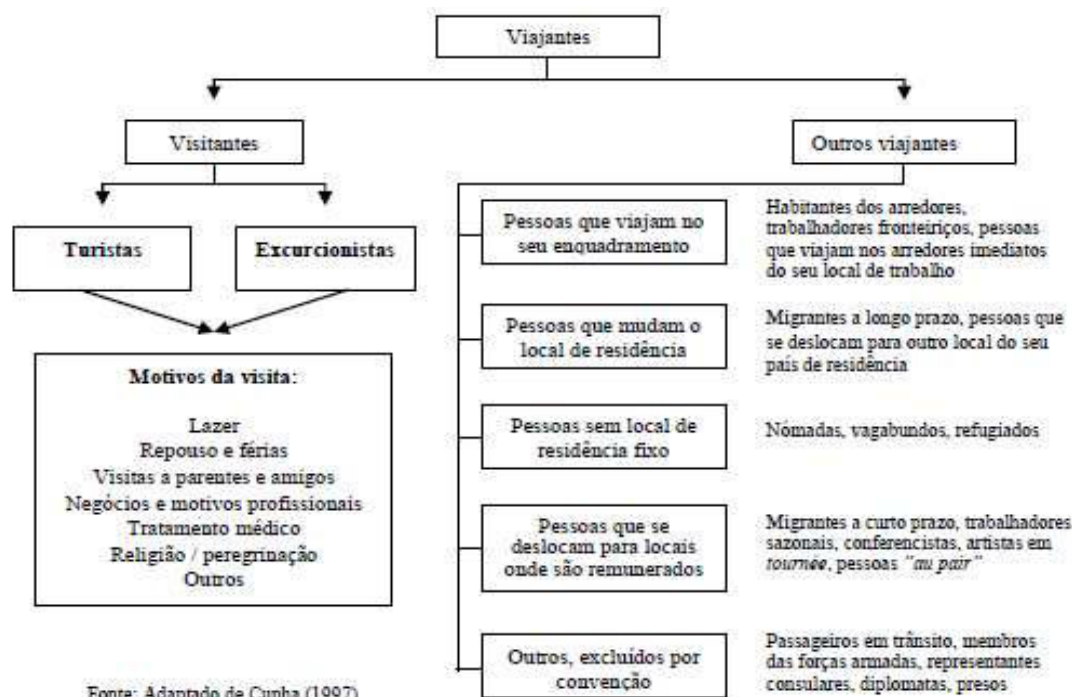 Viajantes
Visitantes
Outros viajantes
Turistas
Excurcionistas
Motivos da visita:
Lazer
Repouso e férias
Visitas a parentes e amigos
Negócios e motivos profissionais
Tratamento médico
Religião / peregrinação
Outros
Pessoas que viajam no
seu enquadramento
Habitantes dos arredores,
trabalhadores fronteiriços, pessoas
que viajam nos arredores imediatos
do seu local de trabalho
Pessoas que mudam o
local de residência
Migrantes a longo prazo, pessoas que
se deslocam para outro local do seu
país de residência
Pessoas sem local de
residência fixo
Nómadas, vagabundos, refugiados
Pessoas que se
deslocam para locais
onde são remunerados
Migrantes a curto prazo, trabalhadores
sazonais, conferencistas, artistas em
tournée, pessoas "au pair"
Outros, excluídos por
convenção
Passageiros em trânsito, membros
das forças armadas, representantes
consulares, diplomatas, presos
Fonte: Adaptado de Cunha (1997)